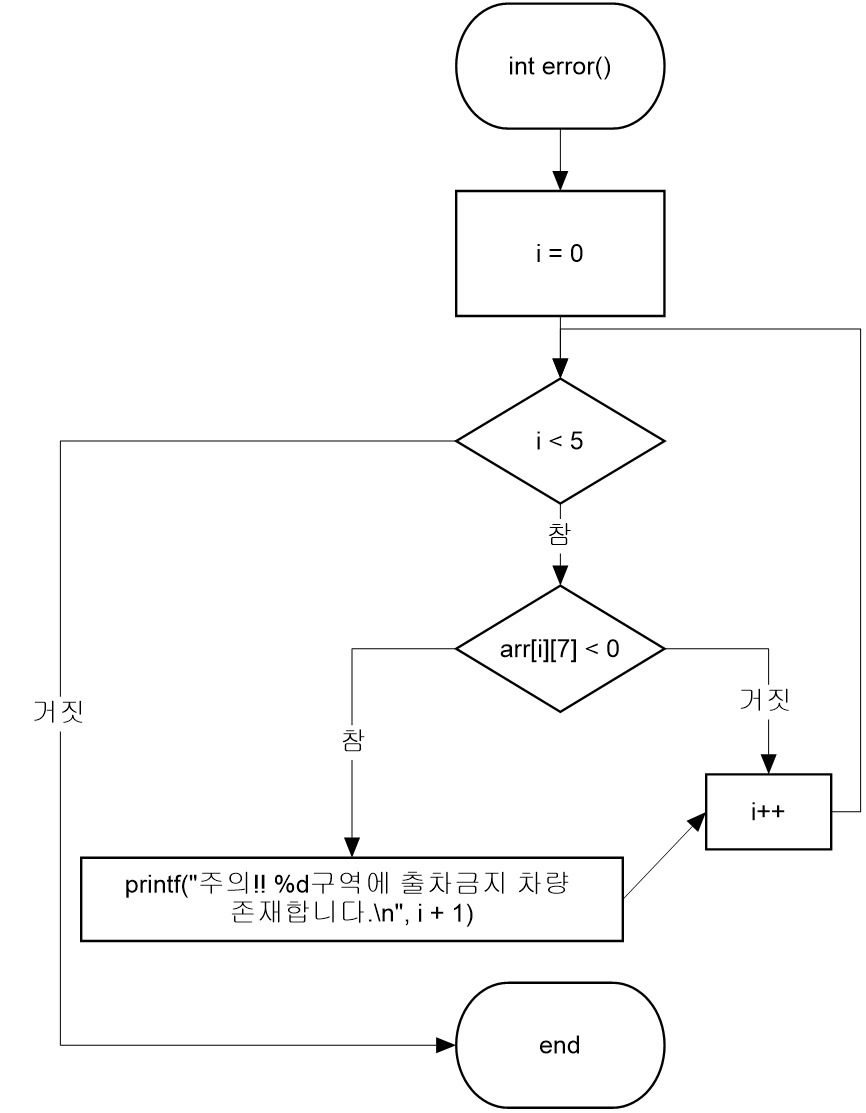 int error()
i = 0
i < 5
참
arr[i][7] < 0
거짓
거짓
참
i++
printf("주의!! %d구역에 출차금지 차량
존재합니다.\n", i + 1)
end